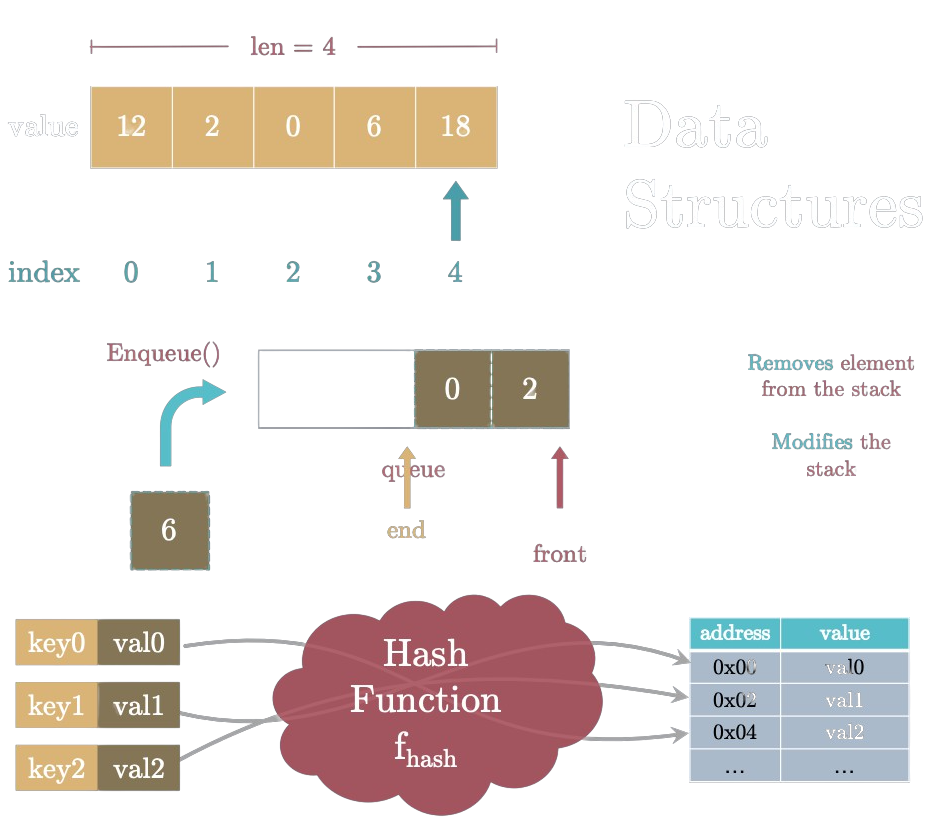 len = 4
value 12 2 0 6 18
Data
Structures
index 0 1 2 3 4
Enqueue()
0 2
Removes element
from the stack
Modifies the
stack
queue
6
end
front
key0 val0
key1 val1
key2 val2
Hash
Function
f_hash
address value
0x00 val0
0x02 val1
0x04 val2
... ...